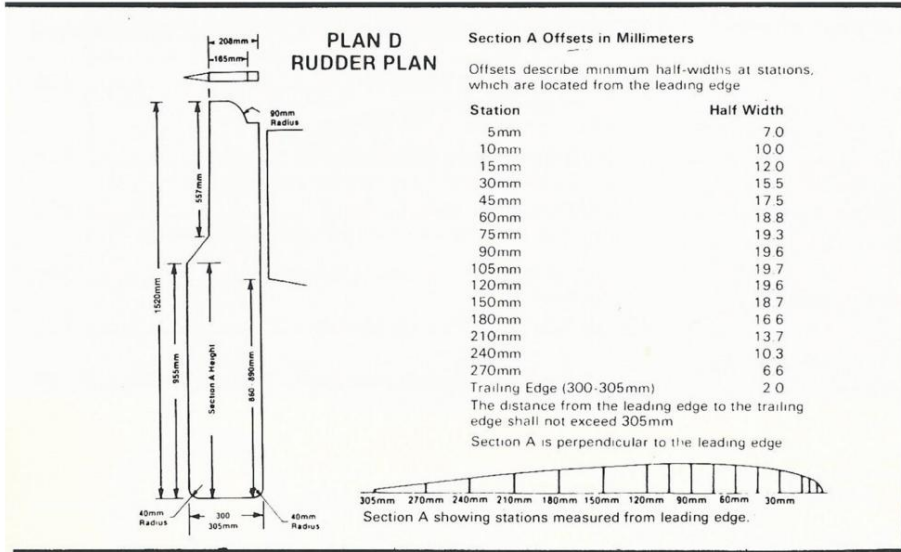 PLAN D
RUDDER PLAN
208mm
165mm
90mm
Radius
557mm
1520mm
955mm
Section A Height
860 890mm
40mm
Radius
300
305mm
40mm
Radius
Section A Offsets in Millimeters
Offsets describe minimum half-widths at stations,
which are located from the leading edge
Station Half Width
5mm 7.0
10mm 10.0
15mm 12.0
30mm 15.5
45mm 17.5
60mm 18.8
75mm 19.3
90mm 19.6
105mm 19.7
120mm 19.6
150mm 18.7
180mm 16.6
210mm 13.7
240mm 10.3
270mm 6.6
Trailing Edge (300-305mm) 2.0
The distance from the leading edge to the trailing
edge shall not exceed 305mm
Section A is perpendicular to the leading edge
305mm 270mm 240mm 210mm 180mm 150mm 120mm 90mm 60mm 30mm
Section A showing stations measured from leading edge.